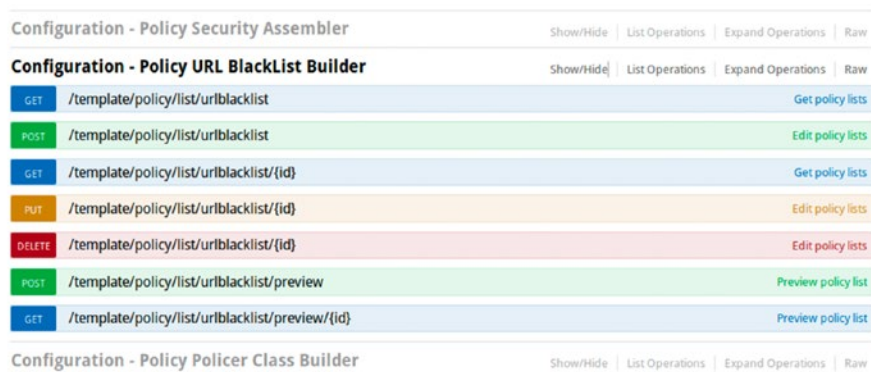 Configuration - Policy Security Assembler Show/Hide List Operations Expand Operations Raw
Configuration - Policy URL BlackList Builder Show/Hide List Operations Expand Operations Raw
GET /template/policy/list/urlblacklist Get policy lists
POST /template/policy/list/urlblacklist Edit policy lists
GET /template/policy/list/urlblacklist/{id} Get policy lists
PUT /template/policy/list/urlblacklist/{id} Edit policy lists
DELETE /template/policy/list/urlblacklist/{id} Edit policy lists
POST /template/policy/list/urlblacklist/preview Preview policy list
GET /template/policy/list/urlblacklist/preview/{id} Preview policy list
Configuration - Policy Policer Class Builder Show/Hide List Operations Expand Operations Raw